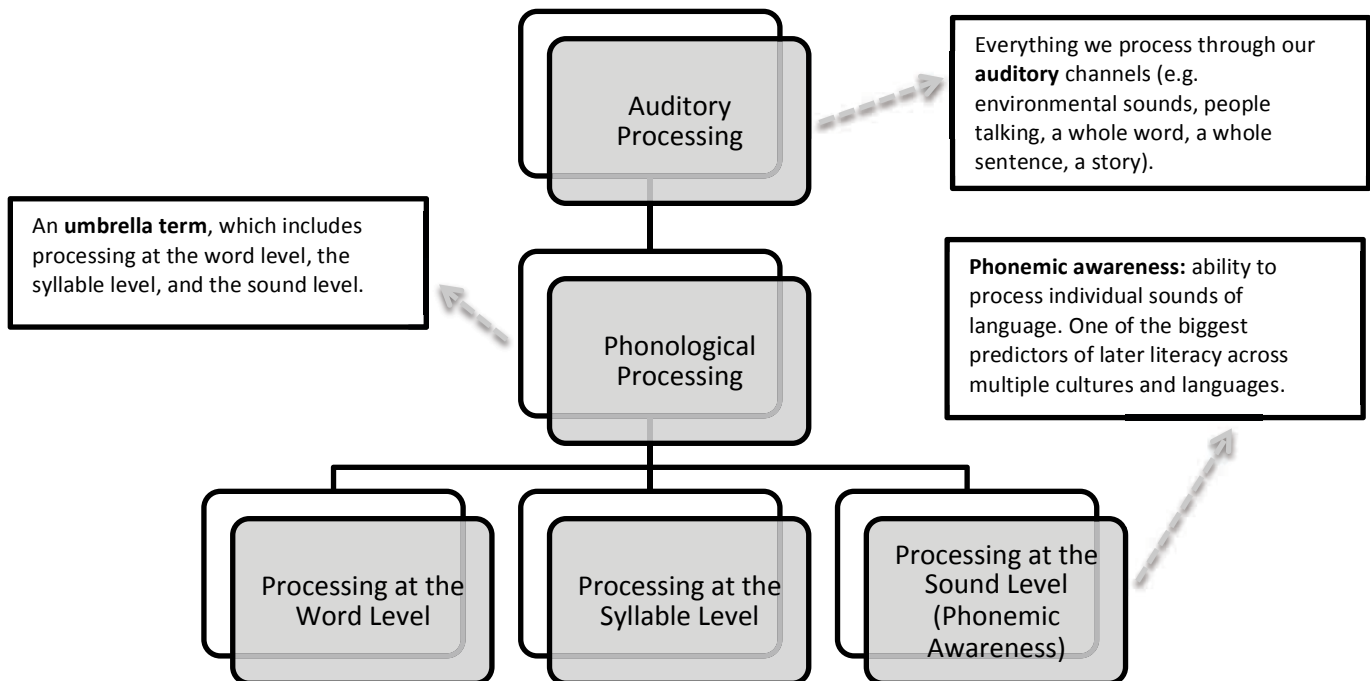 Auditory
Processing
Everything we process through our
auditory channels (e.g.
environmental sounds, people
talking, a whole word, a whole
sentence, a story).
An umbrella term, which includes
processing at the word level, the
syllable level, and the sound level.
Phonological
Processing
Phonemic awareness: ability to
process individual sounds of
language. One of the biggest
predictors of later literacy across
multiple cultures and languages.
Processing at the
Word Level
Processing at the
Syllable Level
Processing at the
Sound Level
(Phonemic
Awareness)